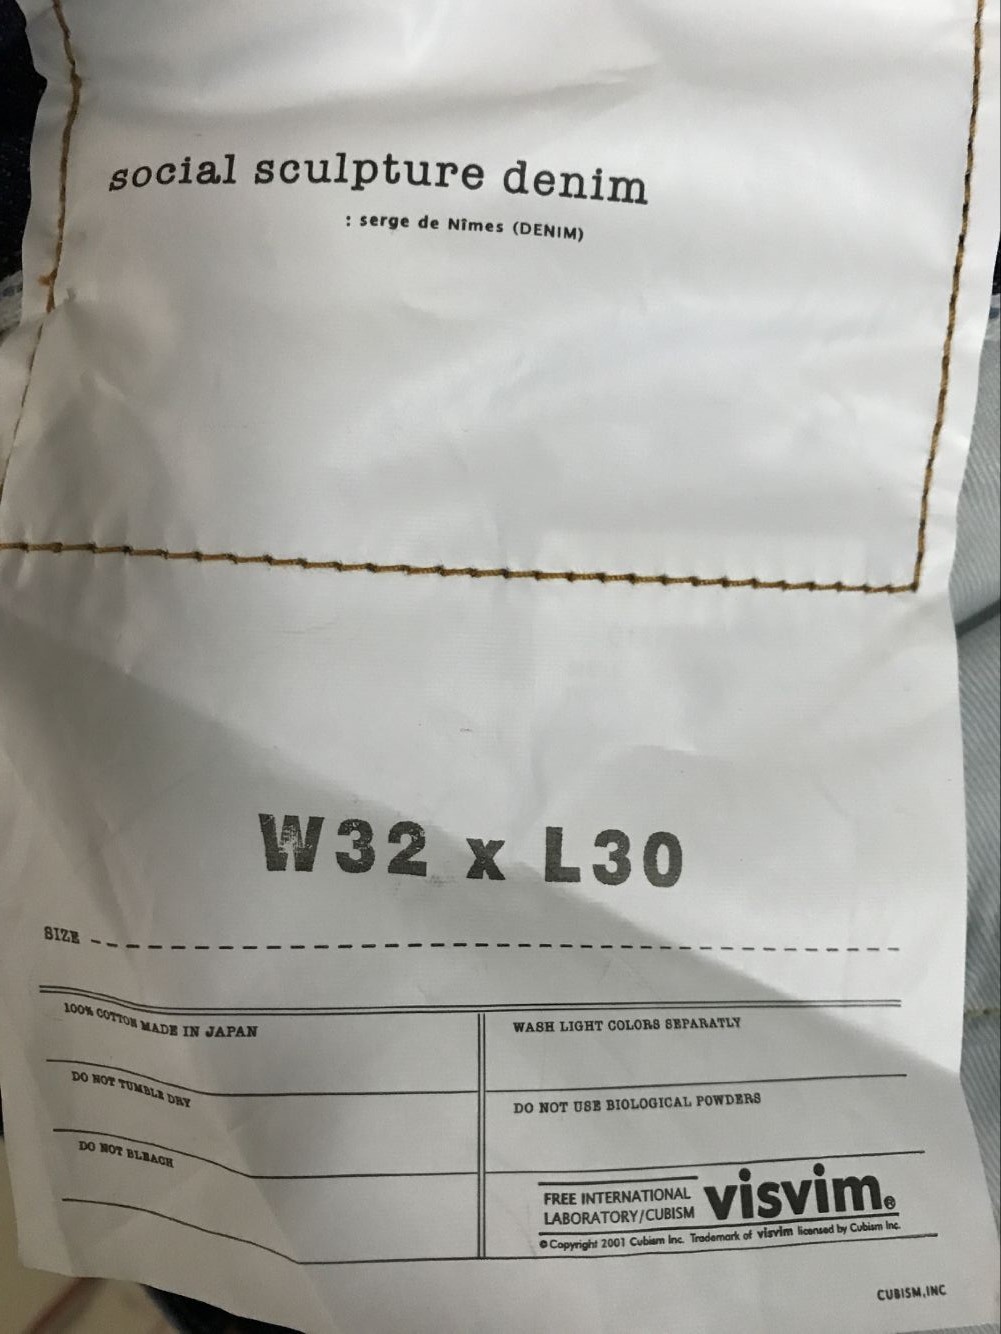 social sculpture denim
: serge de Nîmes (DENIM)
W32 x L30
SIZE
100% COTTON MADE IN JAPAN
DO NOT TUMBLE DRY
DO NOT BLEACH
WASH LIGHT COLORS SEPARATLY
DO NOT USE BIOLOGICAL POWDERS
FREE INTERNATIONAL
LABORATORY/CUBISM
visvim®
©Copyright 2001 Cubism Inc. Trademark of visvim licensed by Cubism Inc.
CUBISM,INC